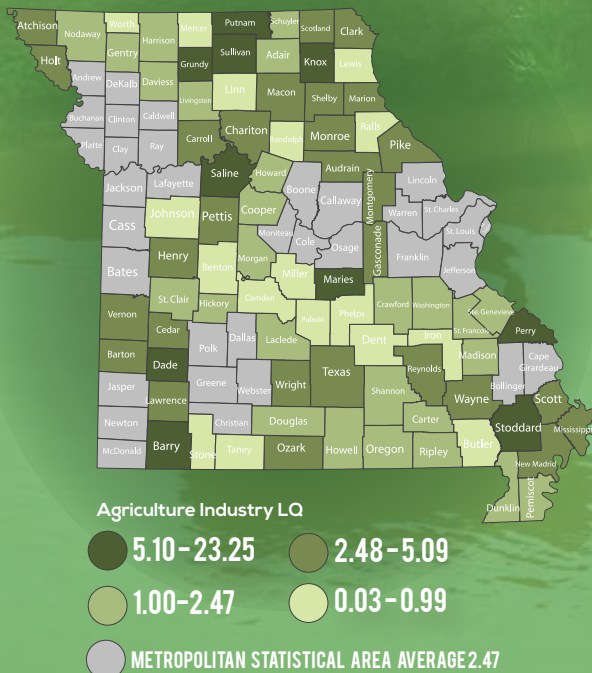 Atchison
Nodaway
Worth
Harrison
Mercer
Putnam
Schuyler
Scotland
Clark
Holt
Gentry
Grundy
Sullivan
Adair
Knox
Lewis
Andrew
DeKalb
Daviess
Livingston
Linn
Macon
Shelby
Marion
Buchanan
Clinton
Caldwell
Platte
Clay
Ray
Carroll
Chariton
Randolph
Monroe
Ralls
Pike
Jackson
Lafayette
Saline
Howard
Boone
Audrain
Callaway
Montgomery
Lincoln
Warren
St. Charles
St. Louis
Cass
Johnson
Pettis
Cooper
Moniteau
Cole
Osage
Gasconade
Franklin
Jefferson
Bates
Henry
Benton
Morgan
Miller
Maries
Vernon
St. Clair
Hickory
Camden
Pulaski
Phelps
Crawford
Washington
Ste. Genevieve
St. Francois
Perry
Cedar
Polk
Dallas
Laclede
Dent
Iron
Madison
Cape
Girardeau
Bollinger
Barton
Dade
Greene
Webster
Wright
Texas
Shannon
Reynolds
Wayne
Scott
Jasper
Lawrence
Christian
Douglas
Carter
Butler
Stoddard
Mississippi
Newton
McDonald
Barry
Stone
Taney
Ozark
Howell
Oregon
Ripley
New Madrid
Dunklin
Pemiscot
Agriculture Industry LQ
5.10-23.25
2.48-5.09
1.00-2.47
0.03-0.99
METROPOLITAN STATISTICAL AREA AVERAGE 2.47